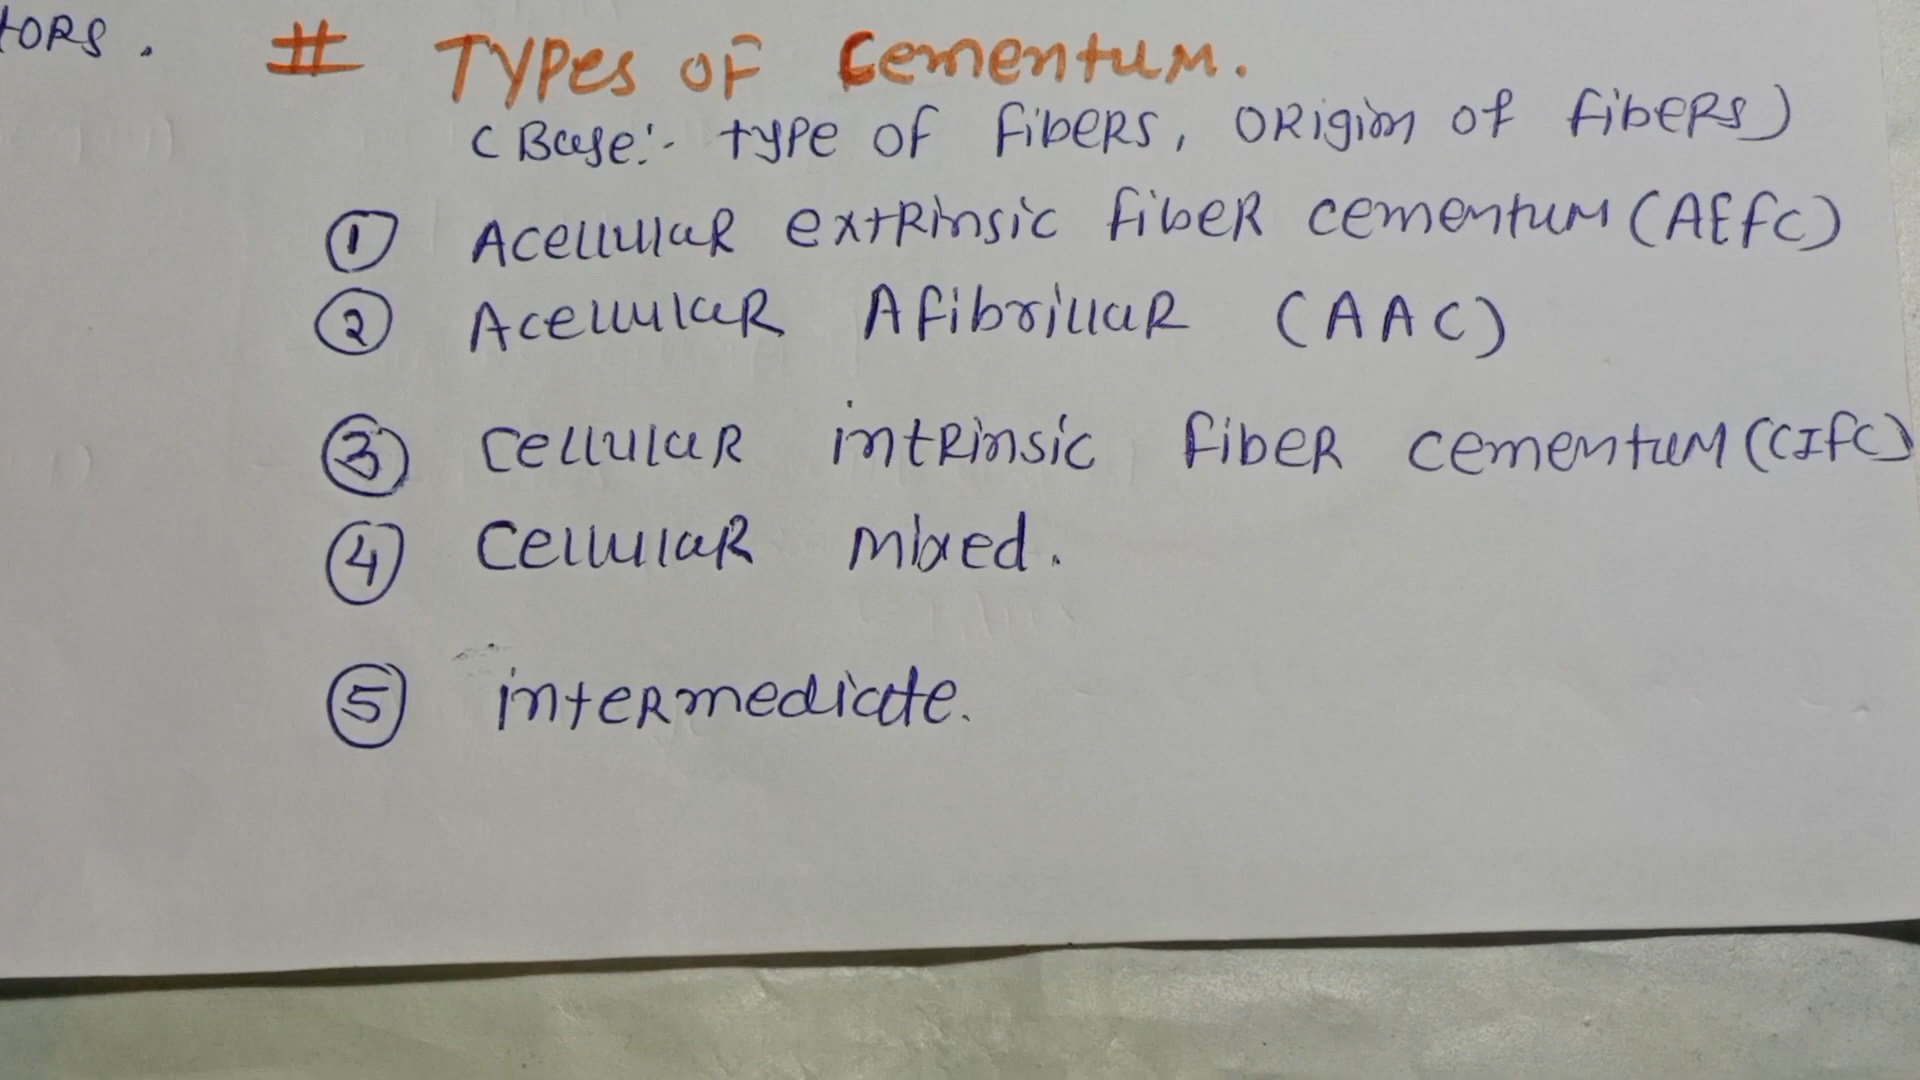 # Types of Cementum.
(Base:- type of fibers, origin of fibers)
① Acellular extrinsic fiber cementum (AEFC)
② Acellular Afibrillar (AAC)
③ Cellular intrinsic fiber cementum (CIFC)
④ Cellular mixed.
⑤ intermediate.